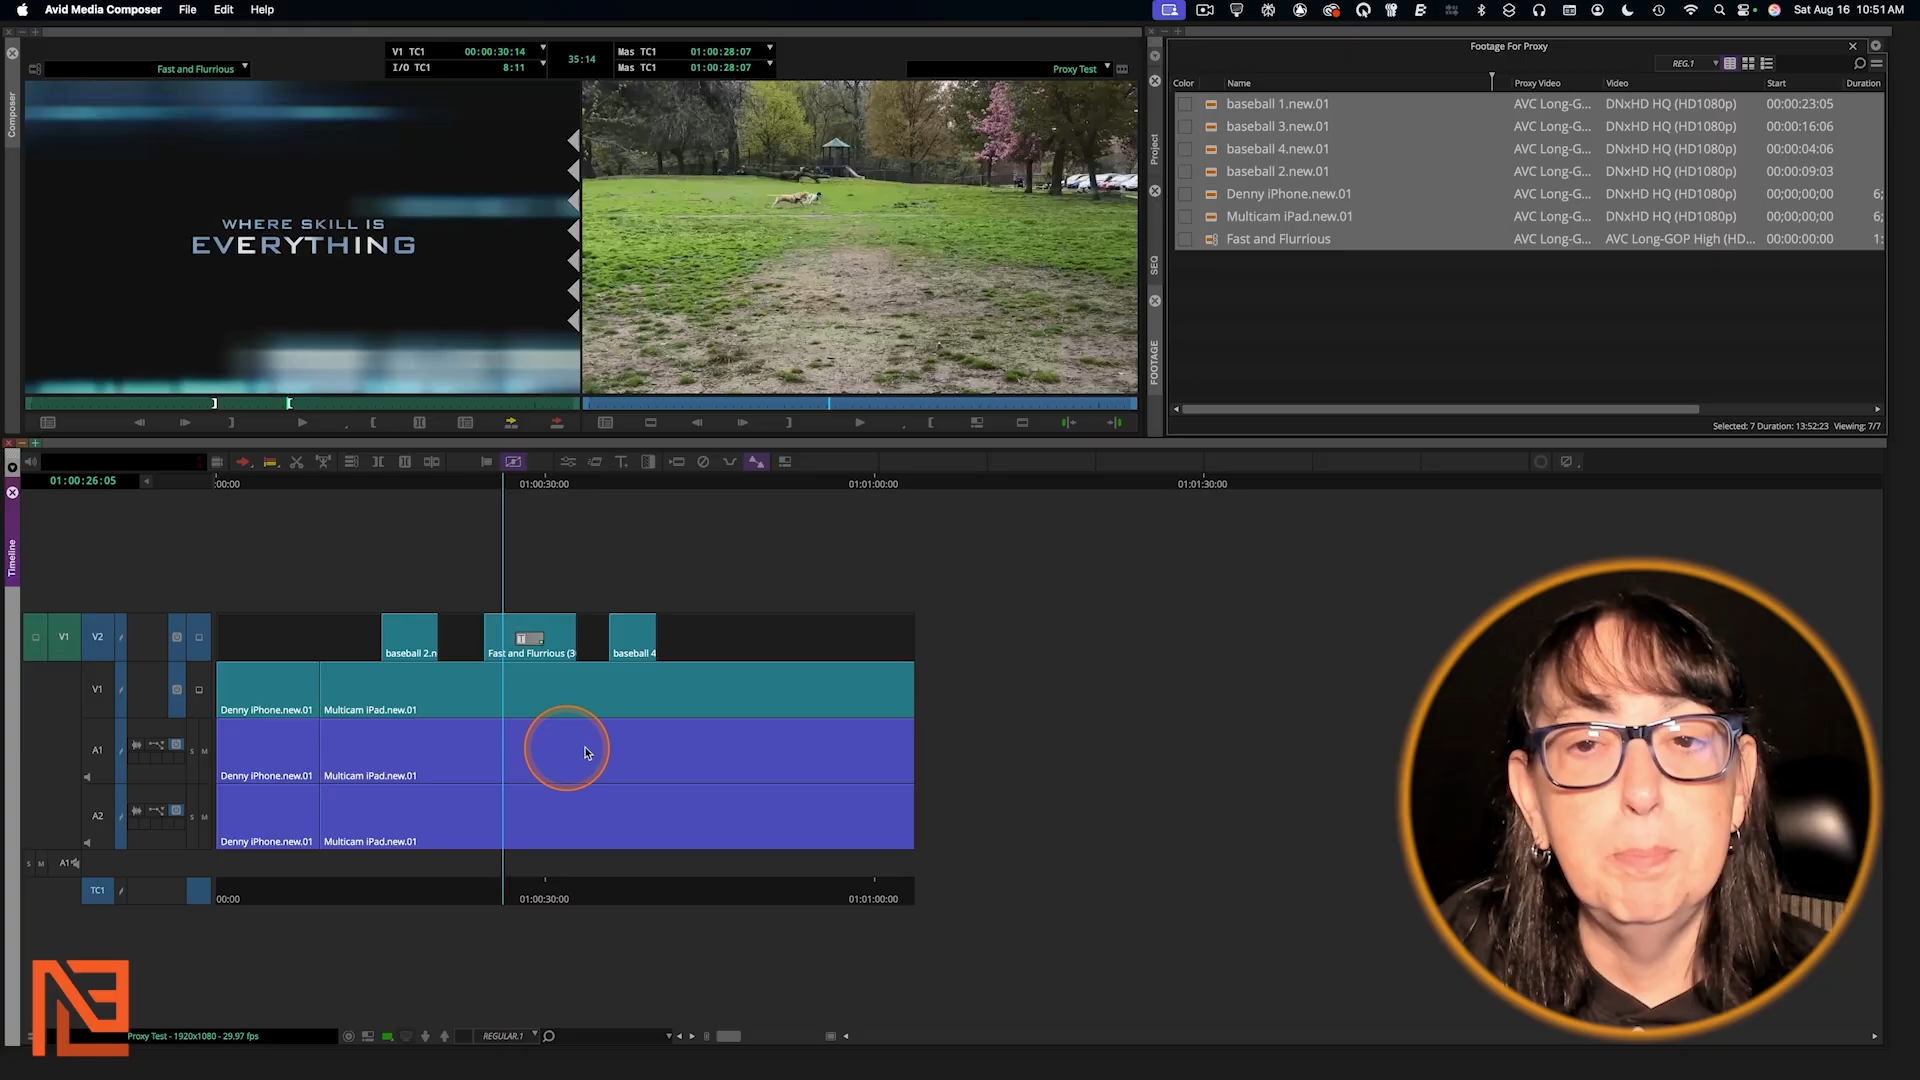 Avid Media Composer File Edit Help
Sat Aug 16 10:51 AM
Composer
Fast and Flurrious
V1 TC1 00:00:30:14
I/O TC1 8:11
35:14
Mas TC1 01:00:28:07
Mas TC1 01:00:28:07
Proxy Test
WHERE SKILL IS
EVERYTHING
Project
SEQ
FOOTAGE
Footage For Proxy
REG.1
Color Name Proxy Video Video Start Duration
baseball 1.new.01 AVC Long-G... DNxHD HQ (HD1080p) 00:00:23:05
baseball 3.new.01 AVC Long-G... DNxHD HQ (HD1080p) 00:00:16:06
baseball 4.new.01 AVC Long-G... DNxHD HQ (HD1080p) 00:00:04:06
baseball 2.new.01 AVC Long-G... DNxHD HQ (HD1080p) 00:00:09:03
Denny iPhone.new.01 AVC Long-G... DNxHD HQ (HD1080p) 00;00;00;00 6;
Multicam iPad.new.01 AVC Long-G... DNxHD HQ (HD1080p) 00;00;00;00 6;
Fast and Flurrious AVC Long-G... AVC Long-GOP High (HD... 00:00:00:00 1:
Selected: 7 Duration: 13:52:23 Viewing: 7/7
Timeline
01:00:26:05
:00:00 01:00:30:00 01:01:00:00 01:01:30:00
V1 V2
baseball 2.n Fast and Flurrious (3 baseball 4
V1
Denny iPhone.new.01 Multicam iPad.new.01
A1 S M
Denny iPhone.new.01 Multicam iPad.new.01
A2 S M
Denny iPhone.new.01 Multicam iPad.new.01
S M A1
TC1 00:00 01:00:30:00 01:01:00:00
Proxy Test - 1920x1080 - 29.97 fps
REGULAR.1